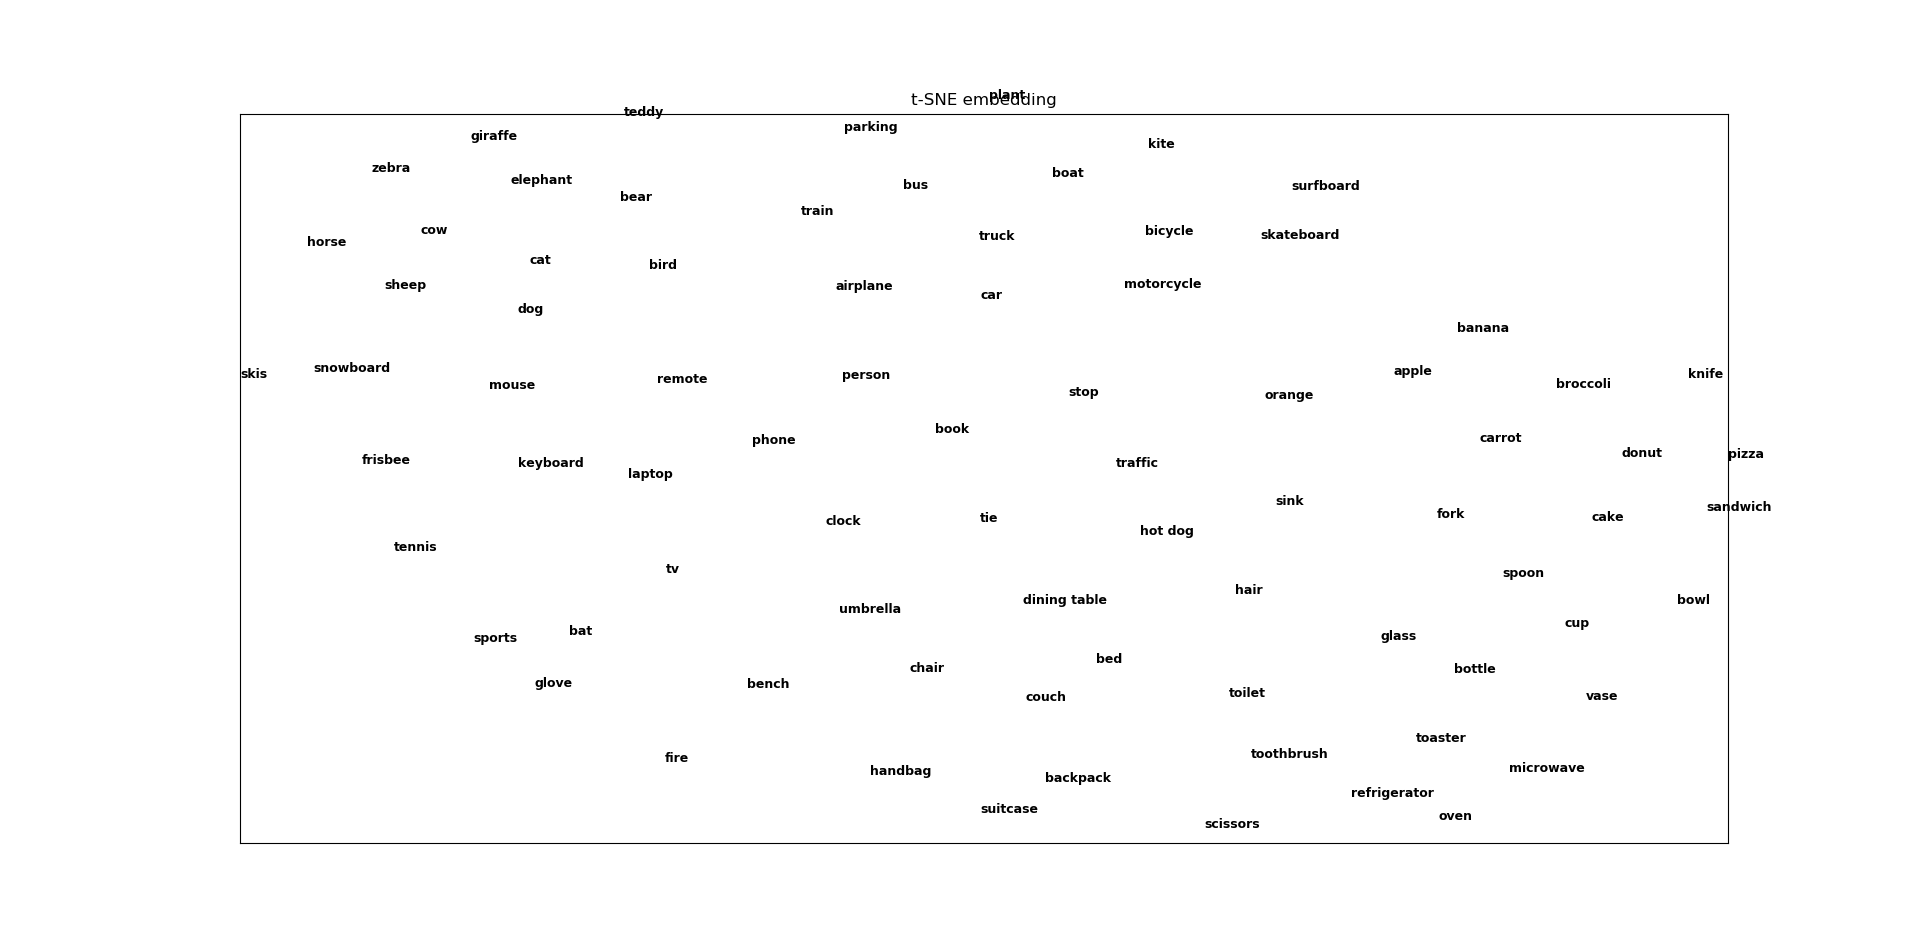 plant
t-SNE embedding
teddy
parking
giraffe
kite
zebra
boat
elephant
bus
surfboard
bear
train
cow
bicycle
skateboard
truck
horse
cat
bird
motorcycle
sheep
airplane
car
dog
banana
snowboard
apple
skis
person
knife
remote
broccoli
mouse
stop
orange
book
carrot
phone
donut
pizza
frisbee
keyboard
traffic
laptop
sink
sandwich
fork
cake
tie
clock
hot dog
tennis
tv
spoon
hair
dining table
bowl
umbrella
cup
bat
glass
sports
bed
chair
bottle
glove
bench
toilet
couch
vase
toaster
toothbrush
fire
microwave
handbag
backpack
refrigerator
suitcase
oven
scissors